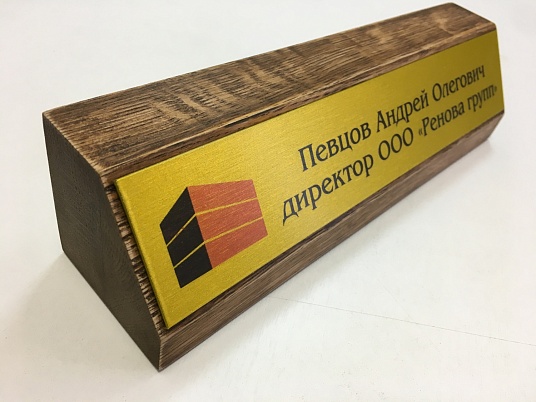 Певцов Андрей Олегович
директор ООО «Ренова групп»